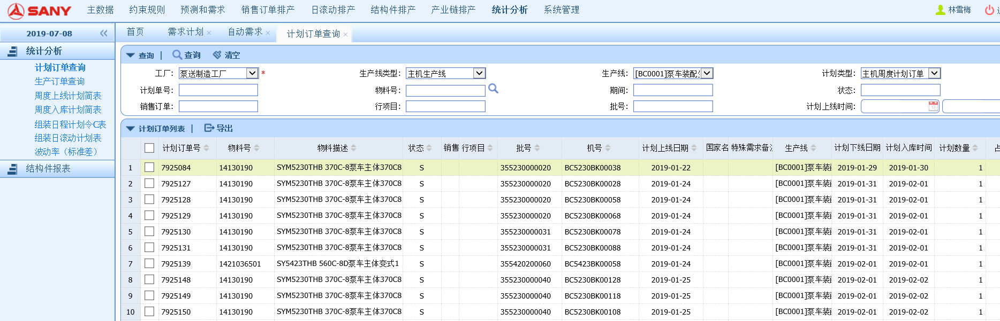 SANY 主数据 约束规则 预测和需求 销售订单排产 日滚动排产 结构件排产 产业链排产 统计分析 系统管理 林雪梅
2019-07-08 首页 需求计划 自动需求 计划订单查询
统计分析
计划订单查询
生产订单查询
周度上线计划简表
周度入库计划简表
组装日程计划令C表
组装日滚动计划表
波动率（标准差）
结构件报表
查询 | 查询 清空
工厂: 泵送制造工厂 * 生产线类型: 主机生产线 生产线: [BC0001]泵车装配 计划类型: 主机周度计划订单
计划单号: 物料号: 期间: 状态:
销售订单: 行项目: 批号: 计划上线时间:
计划订单列表 | 导出
计划订单号 物料号 物料描述 状态 销售 行项目 批号 机号 计划上线日期 国家名 特殊需求备 生产线 计划下线日期 计划入库时间 计划数量
1 7925084 14130190 SYM5230THB 370C-8泵车主体370C8 S 355230000020 BC5230BK00038 2019-01-22 [BC0001]泵车装 2019-01-29 2019-01-30 1
2 7925127 14130190 SYM5230THB 370C-8泵车主体370C8 S 355230000020 BC5230BK00028 2019-01-24 [BC0001]泵车装 2019-01-31 2019-02-01 1
3 7925128 14130190 SYM5230THB 370C-8泵车主体370C8 S 355230000020 BC5230BK00058 2019-01-24 [BC0001]泵车装 2019-01-31 2019-02-01 1
4 7925129 14130190 SYM5230THB 370C-8泵车主体370C8 S 355230000020 BC5230BK00068 2019-01-24 [BC0001]泵车装 2019-01-31 2019-02-01 1
5 7925130 14130190 SYM5230THB 370C-8泵车主体370C8 S 355230000031 BC5230BK00078 2019-01-24 [BC0001]泵车装 2019-01-31 2019-02-01 1
6 7925131 14130190 SYM5230THB 370C-8泵车主体370C8 S 355230000031 BC5230BK00088 2019-01-24 [BC0001]泵车装 2019-01-31 2019-02-01 1
7 7925139 1421036501 SY5423THB 560C-8D泵车主体变式1 S 355420200060 BC5423BK00058 2019-01-24 [BC0001]泵车装 2019-02-01 2019-02-01 1
8 7925148 14130190 SYM5230THB 370C-8泵车主体370C8 S 355230000040 BC5230BK00128 2019-01-25 [BC0001]泵车装 2019-02-01 2019-02-02 1
9 7925149 14130190 SYM5230THB 370C-8泵车主体370C8 S 355230000040 BC5230BK00118 2019-01-25 [BC0001]泵车装 2019-02-01 2019-02-02 1
10 7925150 14130190 SYM5230THB 370C-8泵车主体370C8 S 355230000040 BC5230BK00108 2019-01-25 [BC0001]泵车装 2019-02-01 2019-02-02 1